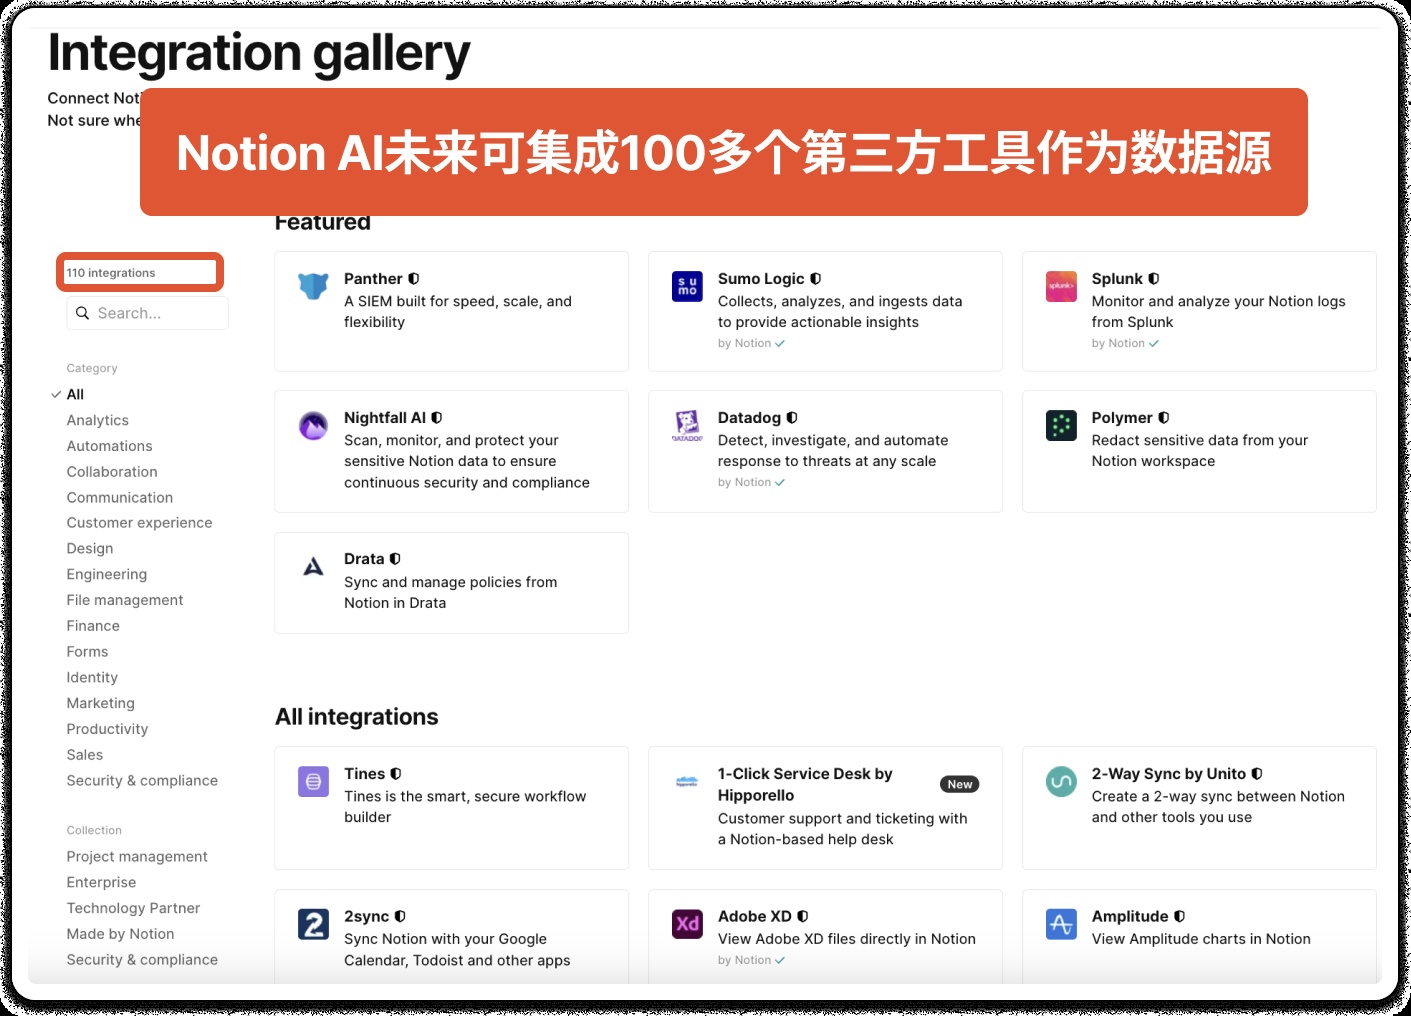 Integration gallery
Connect Not
Not sure whe
Notion AI未来可集成100多个第三方工具作为数据源
110 integrations
Search...
Category
All
Analytics
Automations
Collaboration
Communication
Customer experience
Design
Engineering
File management
Finance
Forms
Identity
Marketing
Productivity
Sales
Security & compliance
Collection
Project management
Enterprise
Technology Partner
Made by Notion
Security & compliance
Featured
Panther
A SIEM built for speed, scale, and
flexibility
sumo
Sumo Logic
Collects, analyzes, and ingests data
to provide actionable insights
by Notion
splunk>
Splunk
Monitor and analyze your Notion logs
from Splunk
by Notion
Nightfall AI
Scan, monitor, and protect your
sensitive Notion data to ensure
continuous security and compliance
DATADOG
Datadog
Detect, investigate, and automate
response to threats at any scale
by Notion
Polymer
Redact sensitive data from your
Notion workspace
Drata
Sync and manage policies from
Notion in Drata
All integrations
Tines
Tines is the smart, secure workflow
builder
hipporello
1-Click Service Desk by
Hipporello
New
Customer support and ticketing with
a Notion-based help desk
2-Way Sync by Unito
Create a 2-way sync between Notion
and other tools you use
2
2sync
Sync Notion with your Google
Calendar, Todoist and other apps
Xd
Adobe XD
View Adobe XD files directly in Notion
by Notion
Amplitude
View Amplitude charts in Notion